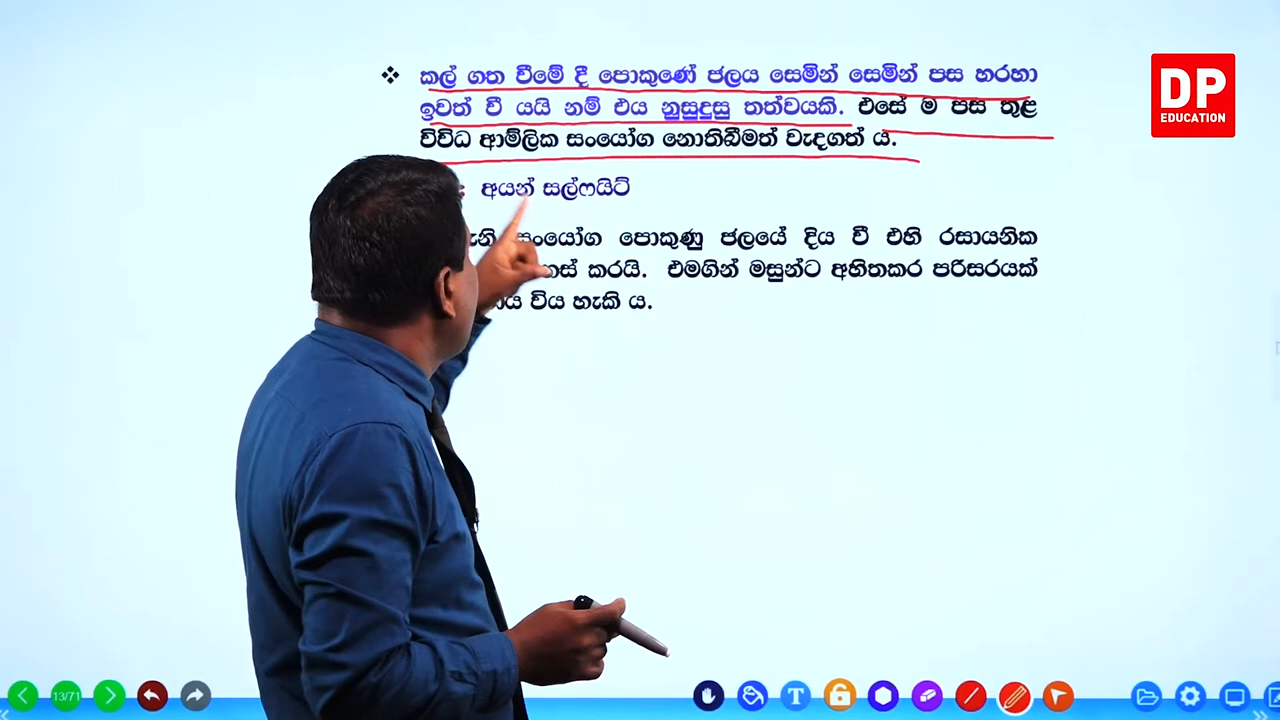 ❖ කල් ගත වීමේ දී පොකුණේ ජලය සෙමින් සෙමින් පස හරහා
ඉවත් වී යයි නම් එය නුසුදුසු තත්වයකි. එසේ ම පස තුළ
විවිධ ආම්ලික සංයෝග නොතිබීමත් වැදගත් ය.
අයන් සල්ෆයිට්
සංයෝග පොකුණු ජලයේ දිය වී එහි රසායනික
කරයි. එමගින් මසුන්ට අහිතකර පරිසරයක්
විය හැකි ය.
DP
EDUCATION
13/71
T